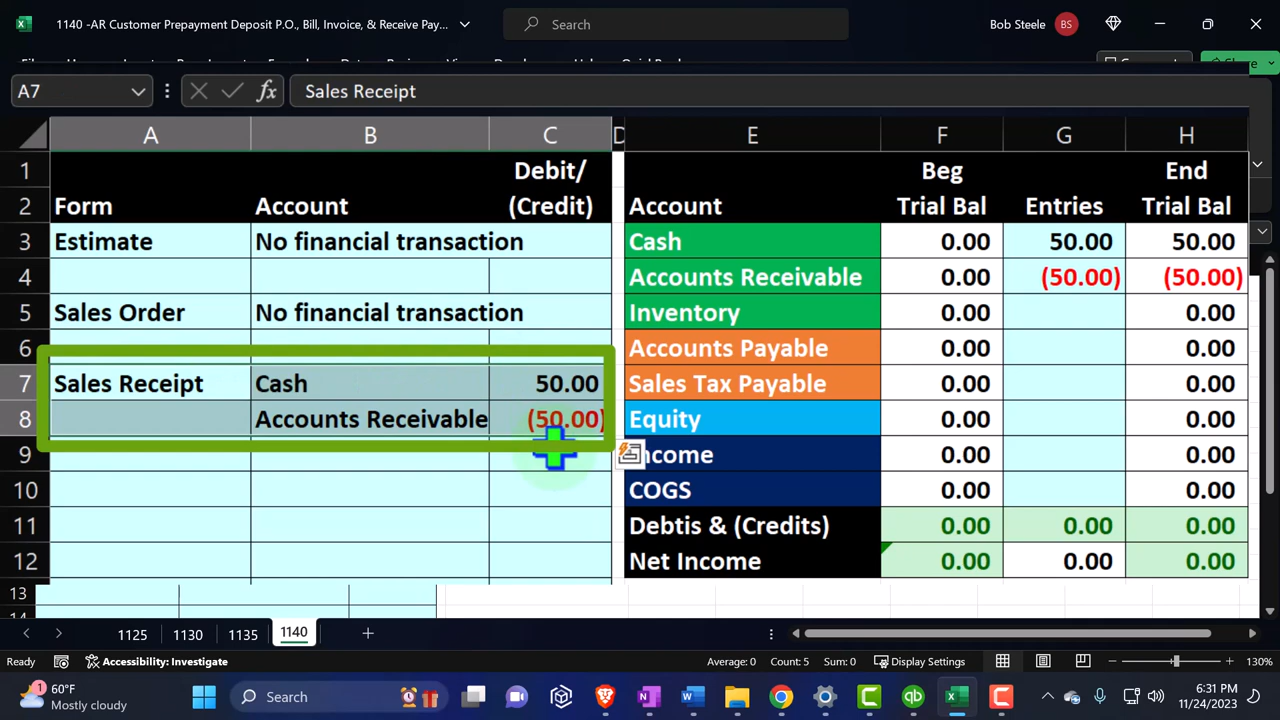 1140 -AR Customer Prepayment Deposit P.O., Bill, Invoice, & Receive Pay...
Search
Bob Steele BS
A7 fx Sales Receipt
A B C D E F G H
1 Debit/ Beg End
2 Form Account (Credit) Account Trial Bal Entries Trial Bal
3 Estimate No financial transaction Cash 0.00 50.00 50.00
4 Accounts Receivable 0.00 (50.00) (50.00)
5 Sales Order No financial transaction Inventory 0.00 0.00
6 Accounts Payable 0.00 0.00
7 Sales Receipt Cash 50.00 Sales Tax Payable 0.00 0.00
8 Accounts Receivable (50.00) Equity 0.00 0.00
9 Income 0.00 0.00
10 COGS 0.00 0.00
11 Debtis & (Credits) 0.00 0.00 0.00
12 Net Income 0.00 0.00 0.00
13
1125 1130 1135 1140
Ready Accessibility: Investigate Average: 0 Count: 5 Sum: 0 Display Settings 130%
1 60°F
Mostly cloudy
Search
6:31 PM
11/24/2023